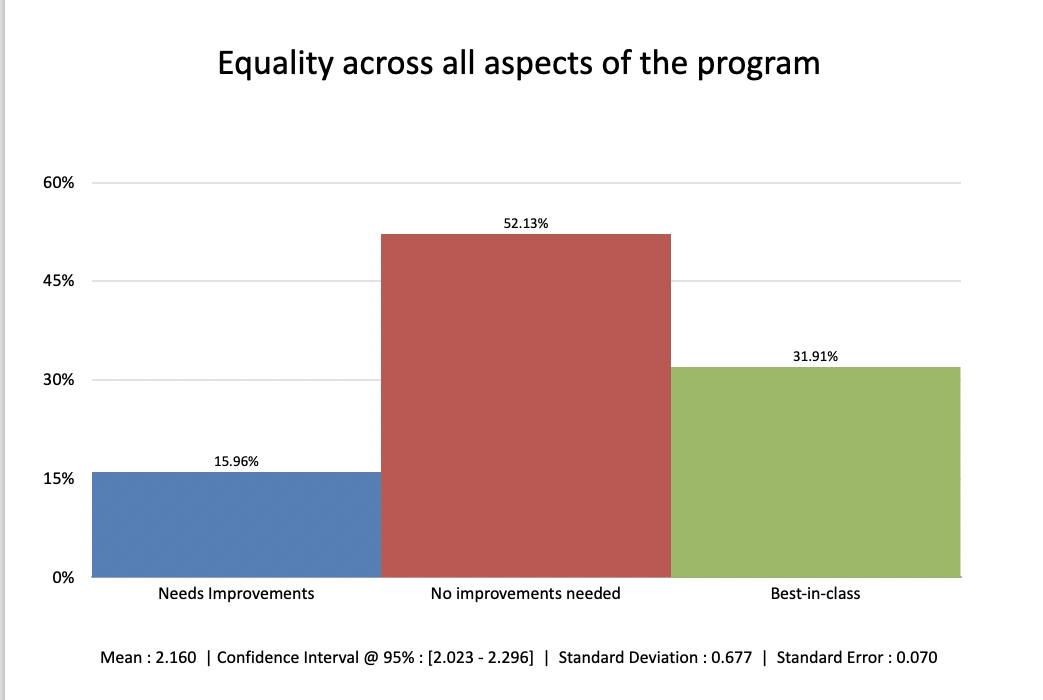 Equality across all aspects of the program
60%
52.13%
45%
31.91%
30%
15.96%
15%
0%
Needs Improvements No improvements needed Best-in-class
Mean : 2.160 | Confidence Interval @ 95% : [2.023 - 2.296] | Standard Deviation : 0.677 | Standard Error : 0.070